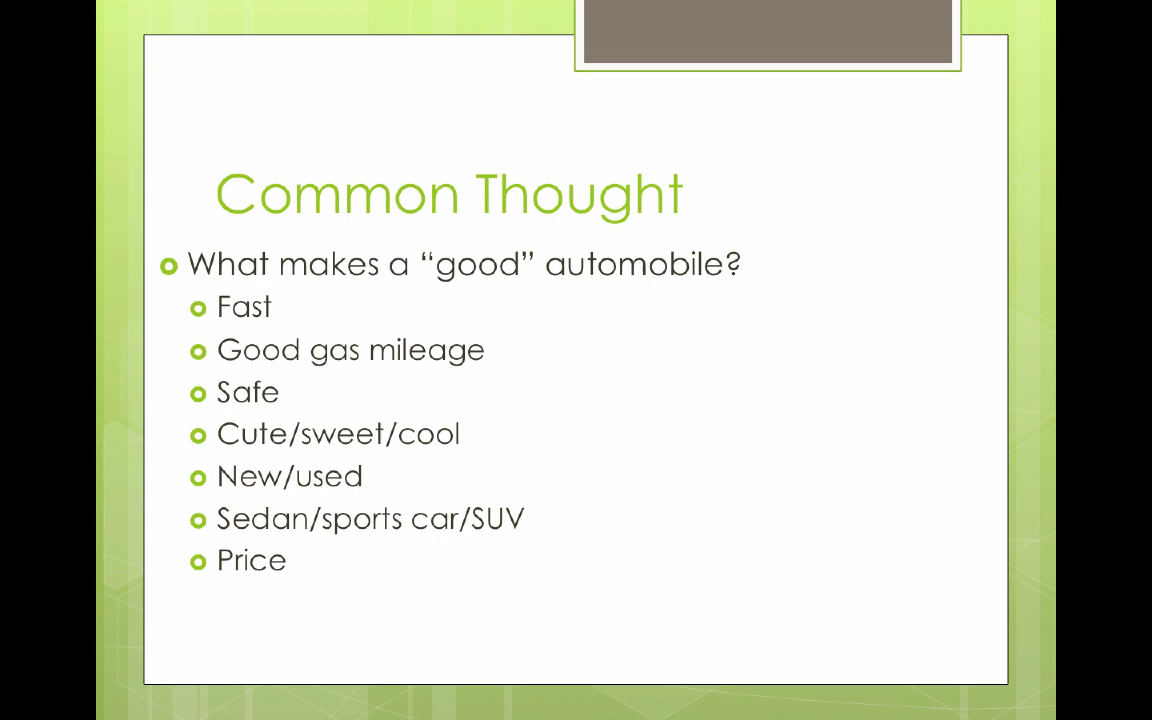 Common Thought
What makes a “good” automobile?
Fast
Good gas mileage
Safe
Cute/sweet/cool
New/used
Sedan/sports car/SUV
Price